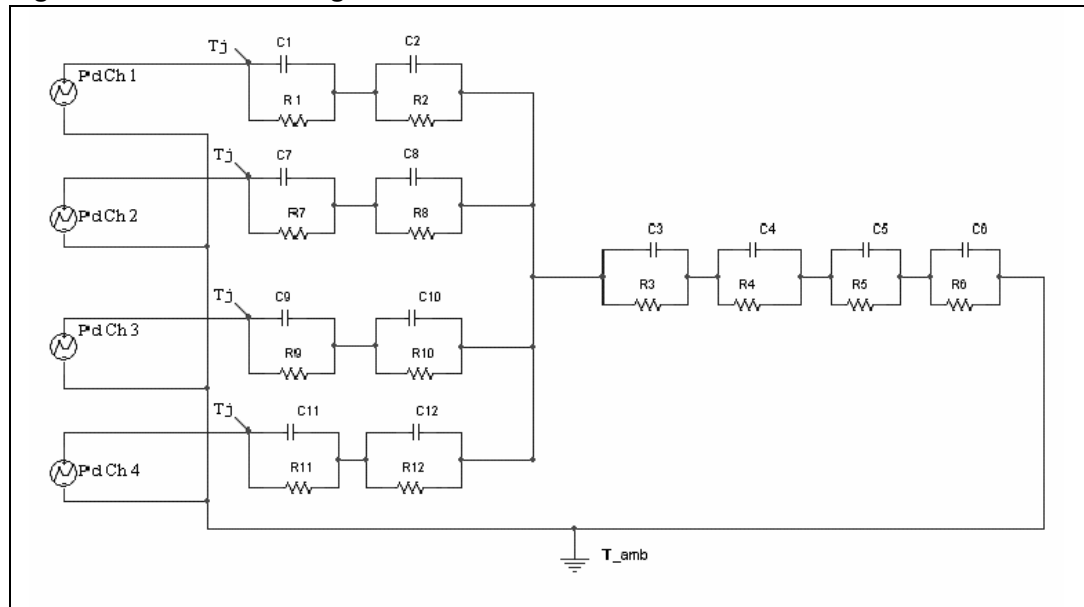 Tj
C1
C2
PdCh1
R1
R2
Tj
C7
C8
PdCh2
R7
R8
C3
C4
C5
C6
R3
R4
R5
R6
Tj
C9
C10
PdCh3
R9
R10
Tj
C11
C12
PdCh4
R11
R12
T_amb